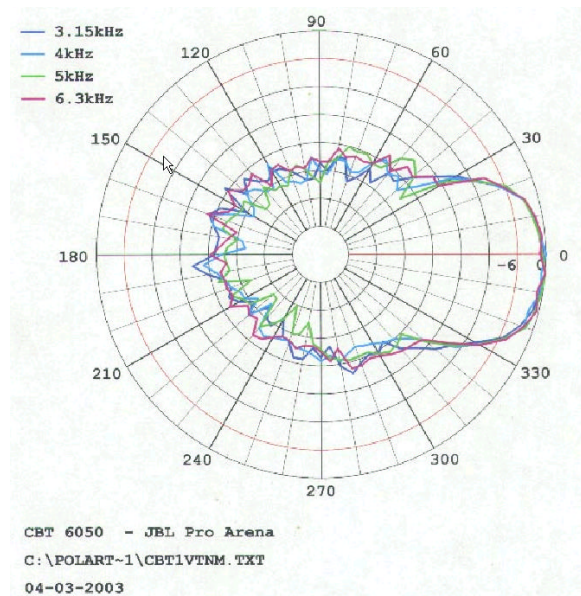 3.15kHz
4kHz
5kHz
6.3kHz
90
120
60
150
30
180
-6
0
0
210
330
240
300
270
CBT 6050 - JBL Pro Arena
C:\POLART~1\CBT1VTNM.TXT
04-03-2003